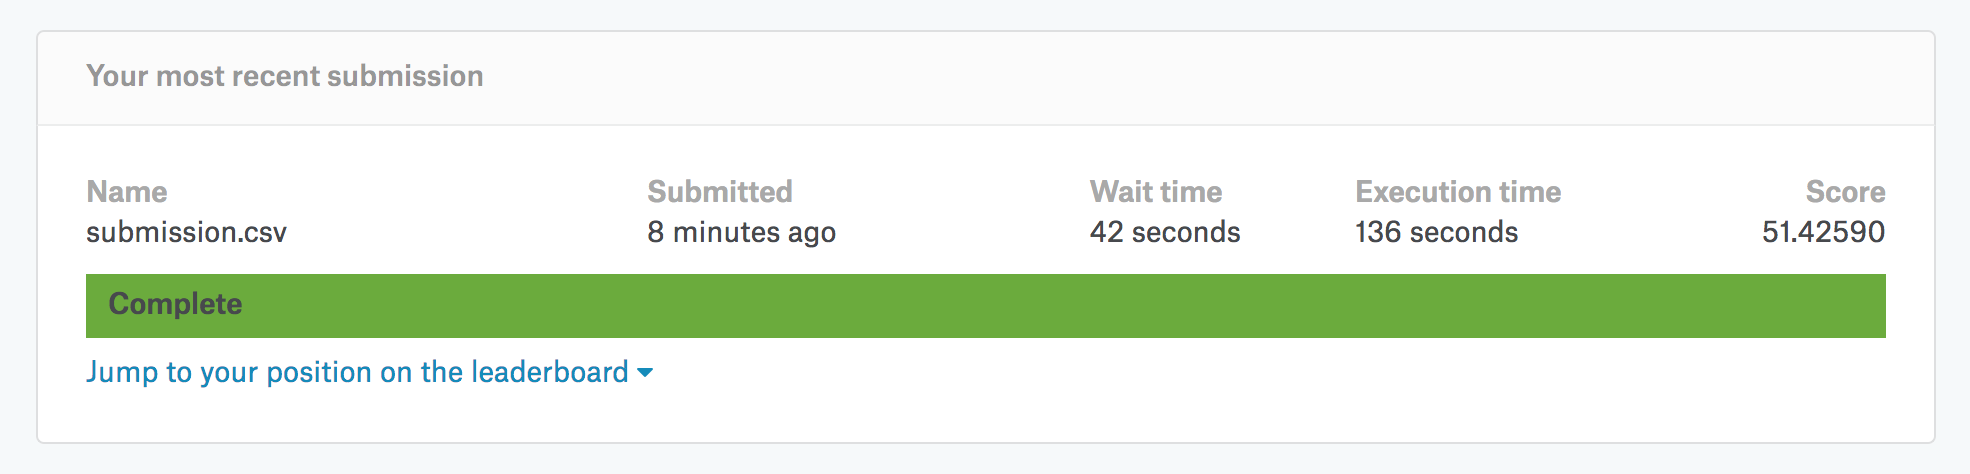 Your most recent submission
Name Submitted Wait time Execution time Score
submission.csv 8 minutes ago 42 seconds 136 seconds 51.42590
Complete
Jump to your position on the leaderboard